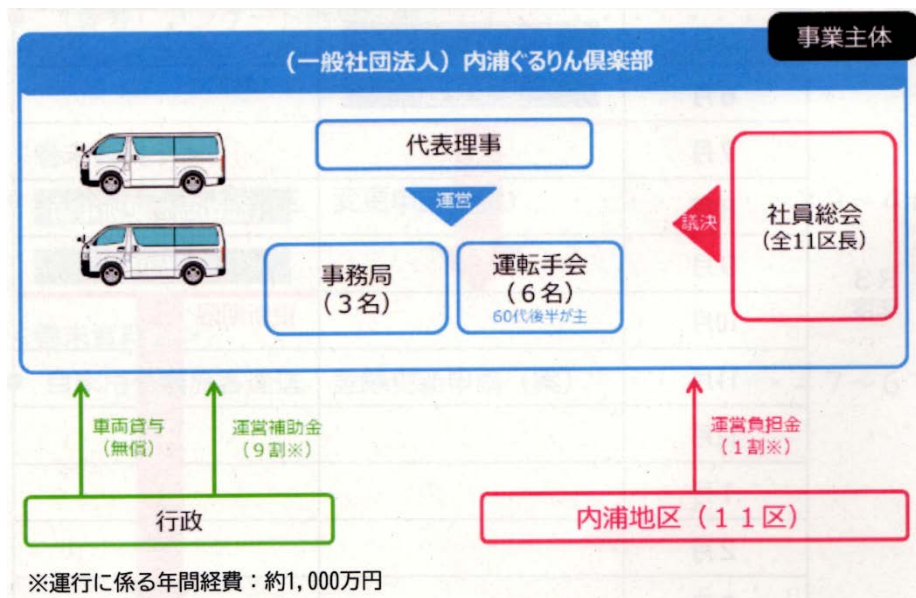 事業主体
(一般社団法人)内浦ぐるりん倶楽部
代表理事
運営
議決
社員総会
(全11区長)
事務局
(3名)
運転手会
(6名)
60代後半が主
車両貸与
(無償)
運営補助金
(9割※)
運営負担金
(1割※)
行政
内浦地区(11区)
※運行に係る年間経費:約1,000万円